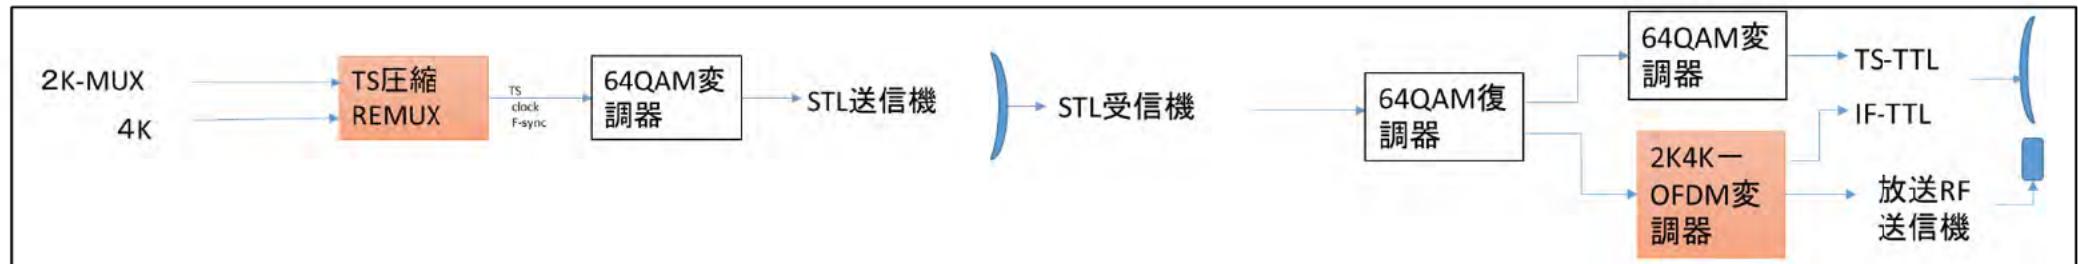 2K-MUX
4K
TS圧縮
REMUX
TS
clock
F-sync
64QAM変
調器
STL送信機
STL受信機
64QAM復
調器
64QAM変
調器
TS-TTL
IF-TTL
2K4Kー
OFDM変
調器
放送RF
送信機